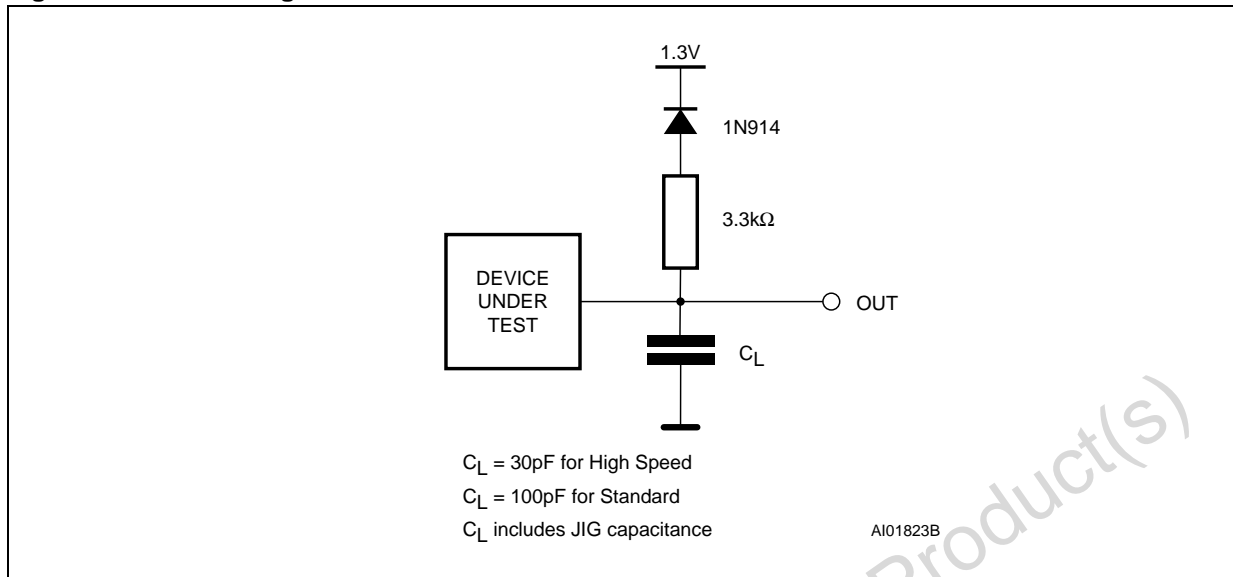 1.3V
1N914
3.3kΩ
DEVICE
UNDER
TEST
OUT
CL
CL = 30pF for High Speed
CL = 100pF for Standard
CL includes JIG capacitance
AI01823B
Product(s)